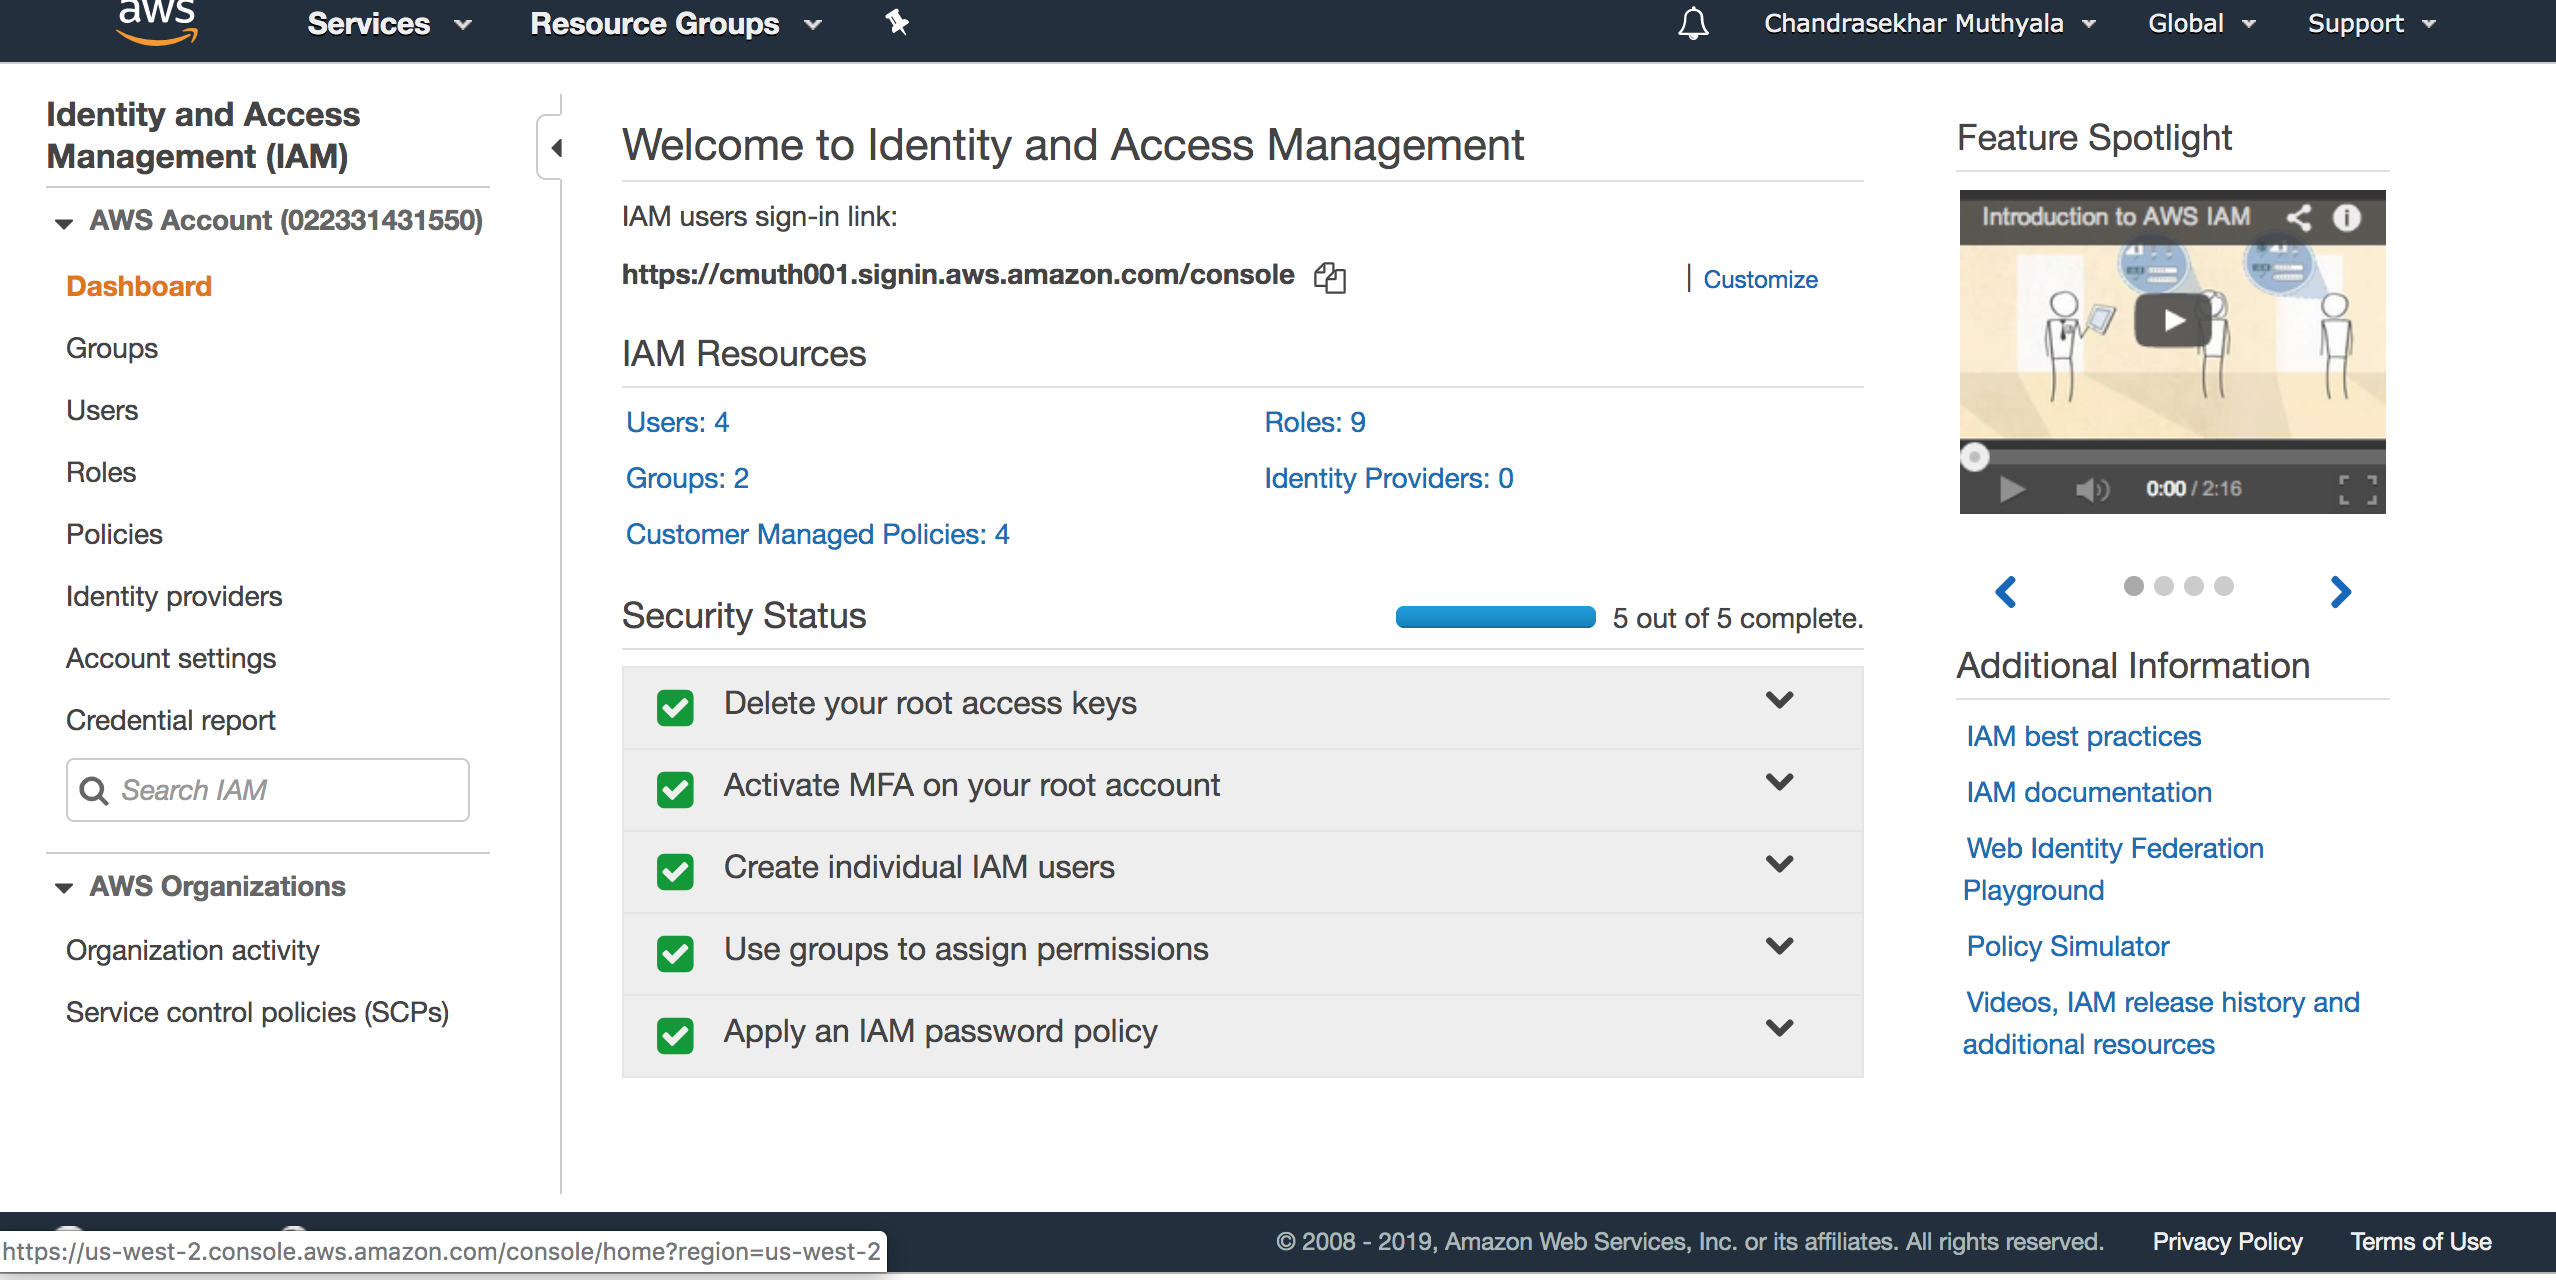 aws
Services
Resource Groups
Chandrasekhar Muthyala
Global
Support
Identity and Access
Management (IAM)
AWS Account (022331431550)
Dashboard
Groups
Users
Roles
Policies
Identity providers
Account settings
Credential report
Search IAM
AWS Organizations
Organization activity
Service control policies (SCPs)
Welcome to Identity and Access Management
IAM users sign-in link:
https://cmuth001.signin.aws.amazon.com/console
| Customize
IAM Resources
Users: 4
Roles: 9
Groups: 2
Identity Providers: 0
Customer Managed Policies: 4
Security Status
5 out of 5 complete.
Delete your root access keys
Activate MFA on your root account
Create individual IAM users
Use groups to assign permissions
Apply an IAM password policy
Feature Spotlight
Introduction to AWS IAM
0:00 / 2:16
Additional Information
IAM best practices
IAM documentation
Web Identity Federation
Playground
Policy Simulator
Videos, IAM release history and
additional resources
https://us-west-2.console.aws.amazon.com/console/home?region=us-west-2
© 2008 - 2019, Amazon Web Services, Inc. or its affiliates. All rights reserved.
Privacy Policy
Terms of Use